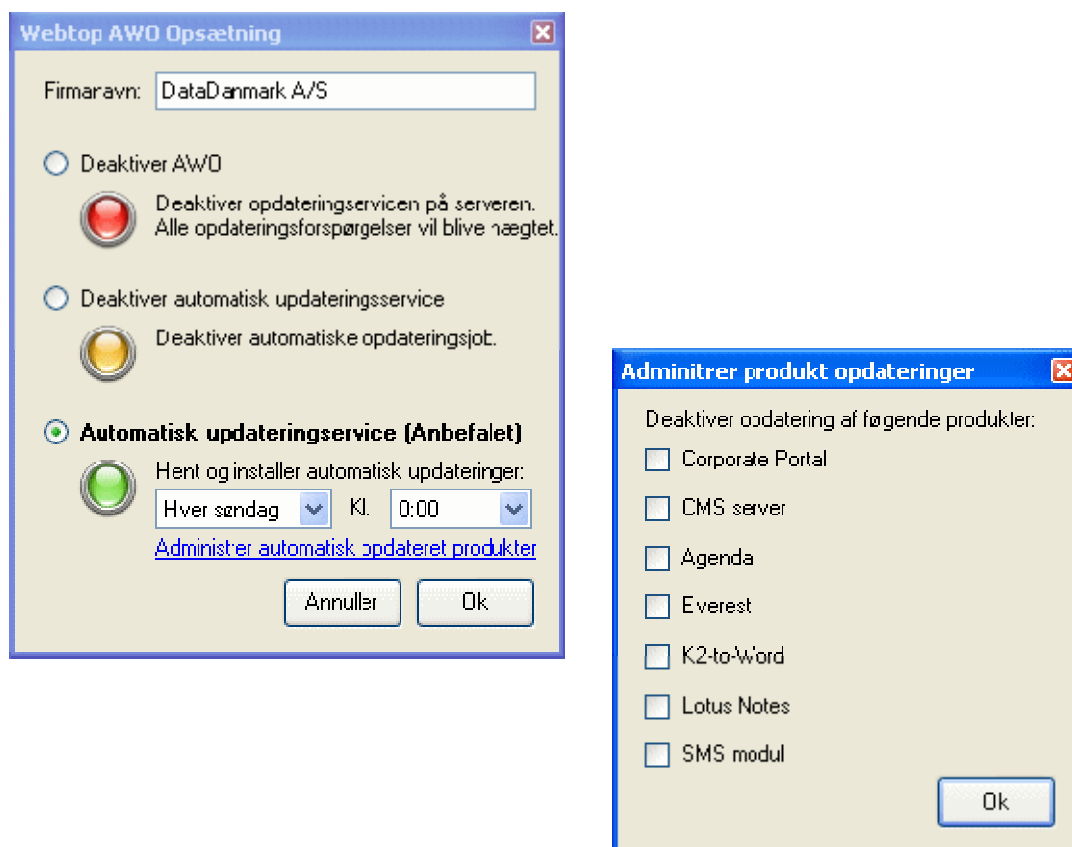 Webtop AWO Opsætning
Firmanavn: DataDanmark A/S
Deaktiver AWO
Deaktiver opdateringservicen på serveren.
Alle opdateringsforspørgelser vil blive nægtet.
Deaktiver automatisk updateringsservice
Deaktiver automatiske opdateringsjob.
Automatisk updateringservice (Anbefalet)
Hent og installer automatisk updateringer:
Hver søndag Kl. 0:00
Administrer automatisk opdateret produkter
Annuller Ok
Adminitrer produkt opdateringer
Deaktiver opdatering af føgende produkter:
Corporate Portal
CMS server
Agenda
Everest
K2-to-Word
Lotus Notes
SMS modul
Ok